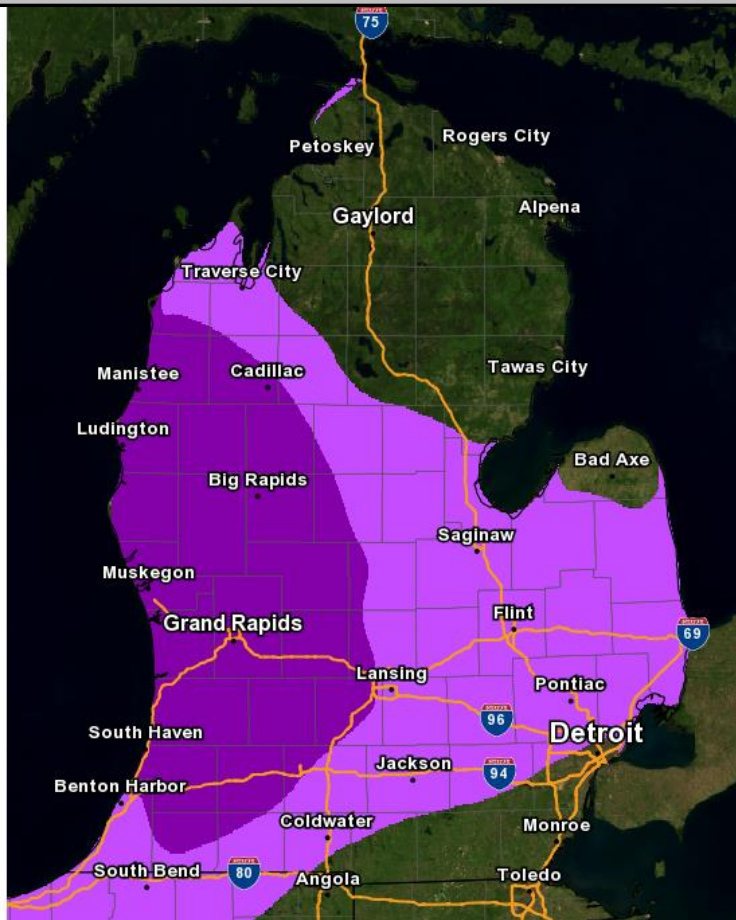 75
Petoskey
Rogers City
Gaylord
Alpena
Traverse City
Manistee
Cadillac
Tawas City
Ludington
Bad Axe
Big Rapids
Saginaw
Muskegon
Flint
Grand Rapids
69
Lansing
Pontiac
96
South Haven
Detroit
Jackson
94
Benton Harbor
Coldwater
Monroe
South Bend
80
Angola
Toledo